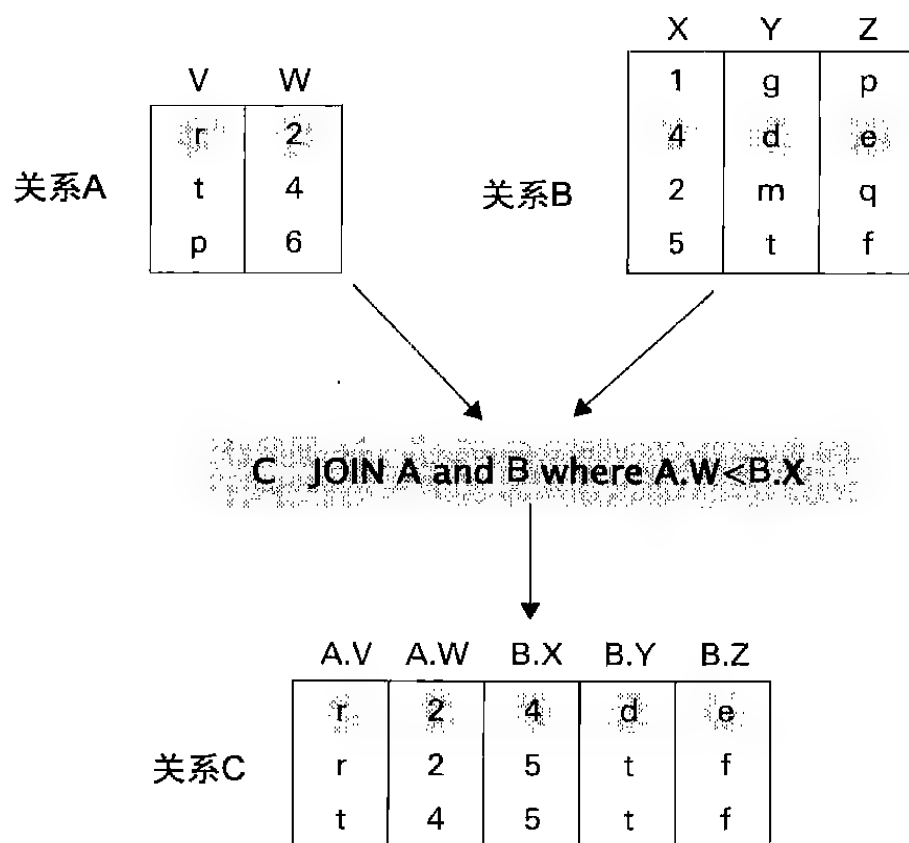 V W
r 2
t 4
p 6
关系A
X Y Z
1 g p
4 d e
2 m q
5 t f
关系B
C JOIN A and B where A.W<B.X
A.V A.W B.X B.Y B.Z
r 2 4 d e
r 2 5 t f
t 4 5 t f
关系C